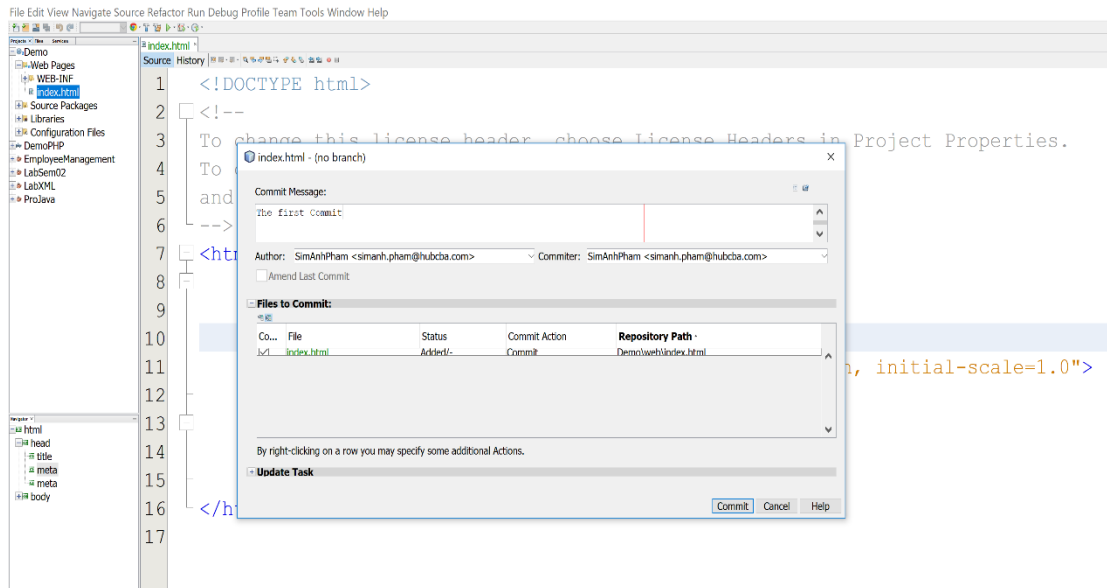 File Edit View Navigate Source Refactor Run Debug Profile Team Tools Window Help
Projects Files Services
Demo
Web Pages
WEB-INF
index.html
Source Packages
Libraries
Configuration Files
DemoPHP
EmployeeManagement
LabSem02
LabXML
ProJava
Navigator
html
head
title
meta
meta
body
index.html
Source History
1 <!DOCTYPE html>
2 <!--
3 To change this license header, choose License Headers in Project Properties.
4 To
5 and
6 -->
7 <htm
8
9
10
11 initial-scale=1.0">
12
13
14
15
16 </h
17
index.html - (no branch)
Commit Message:
The first Commit
Author: SimAnhPham <simanh.pham@hubcba.com> Commiter: SimAnhPham <simanh.pham@hubcba.com>
Amend Last Commit
Files to Commit:
Co... File Status Commit Action Repository Path
index.html Added/- Commit Demo\web\index.html
By right-clicking on a row you may specify some additional Actions.
Update Task
Commit Cancel Help